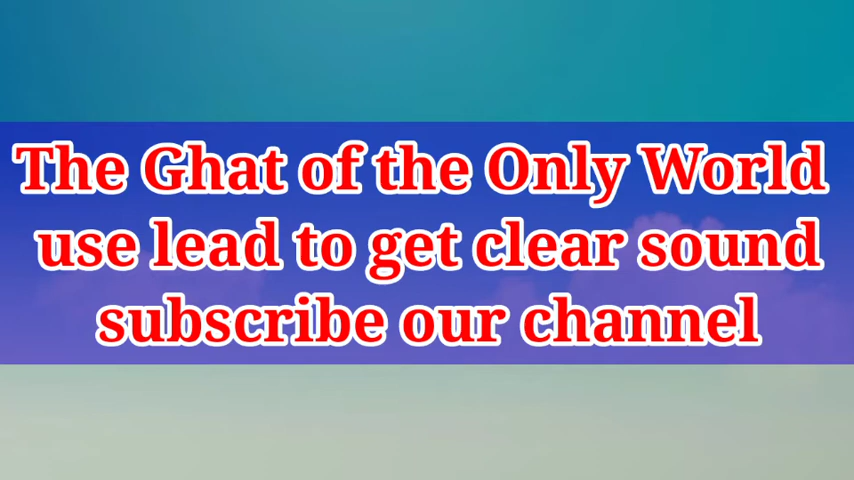 The Ghat of the Only World
use lead to get clear sound
subscribe our channel